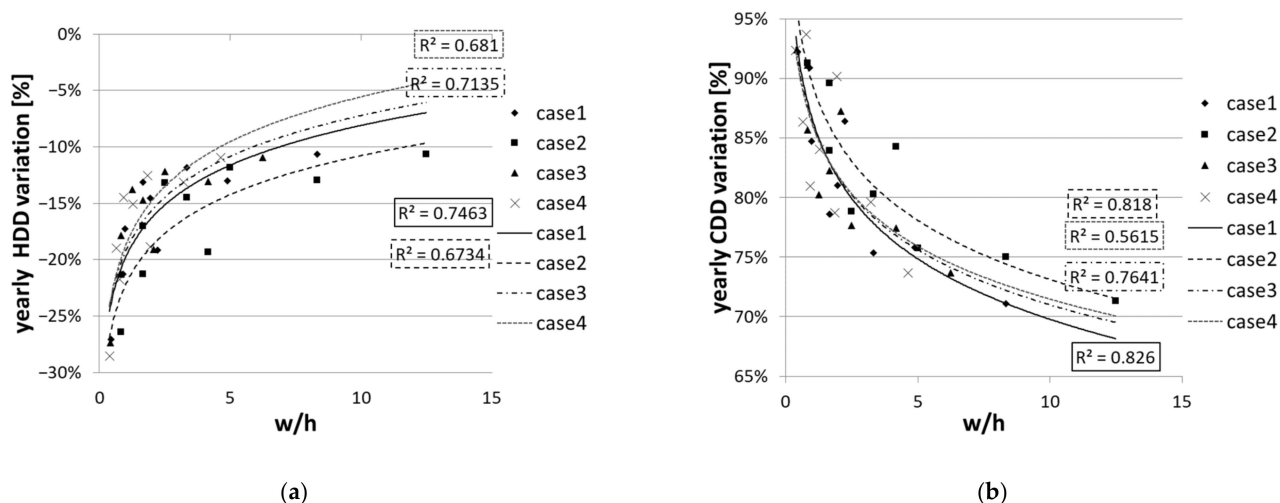 0%
−5%
−10%
−15%
−20%
−25%
−30%
yearly HDD variation [%]
0
5
10
15
w/h
R² = 0.681
R² = 0.7135
R² = 0.7463
R² = 0.6734
case1
case2
case3
case4
case1
case2
case3
case4
(a)
95%
90%
85%
80%
75%
70%
65%
yearly CDD variation [%]
0
5
10
15
w/h
R² = 0.818
R² = 0.5615
R² = 0.7641
R² = 0.826
case1
case2
case3
case4
case1
case2
case3
case4
(b)